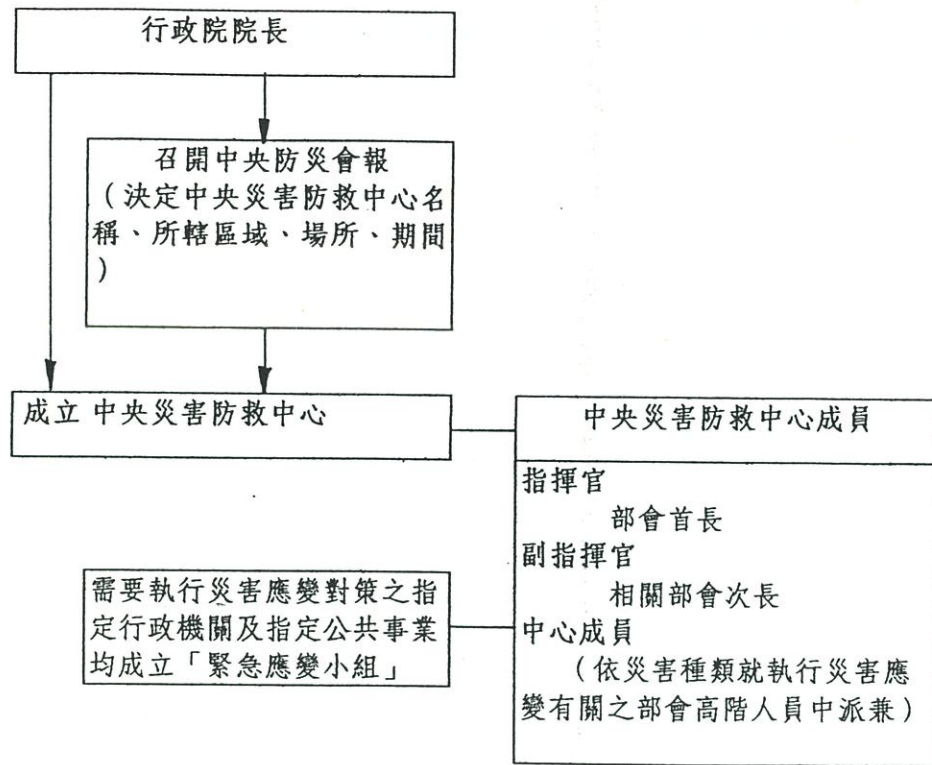 行政院院長
召開中央防災會報
(決定中央災害防救中心名
稱、所轄區域、場所、期間
)
成立 中央災害防救中心
中央災害防救中心成員
指揮官
部會首長
副指揮官
相關部會次長
中心成員
(依災害種類就執行災害應
變有關之部會高階人員中派兼)
需要執行災害應變對策之指
定行政機關及指定公共事業
均成立「緊急應變小組」